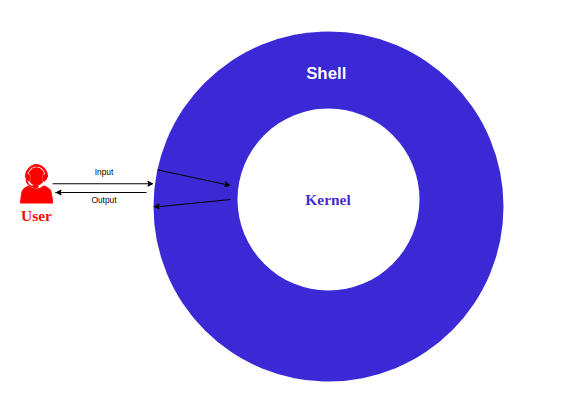 Shell
Input
Kernel
Output
User